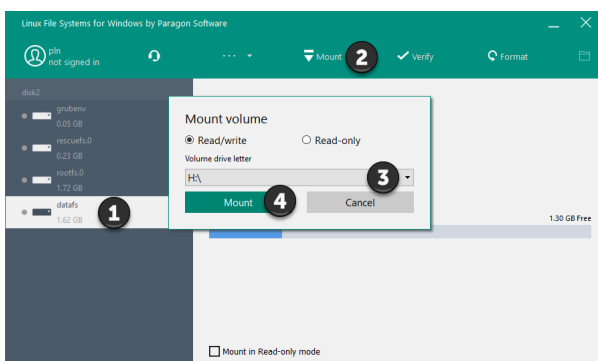 Linux File Systems for Windows by Paragon Software
pln
not signed in
Mount
2
Verify
Format
disk2
grubenv
0.05 GB
rescuefs.0
0.23 GB
rootfs.0
1.72 GB
datafs
1.62 GB
1
Mount volume
Read/write
Read-only
Volume drive letter
H:\
3
Mount
4
Cancel
1.30 GB Free
Mount in Read-only mode